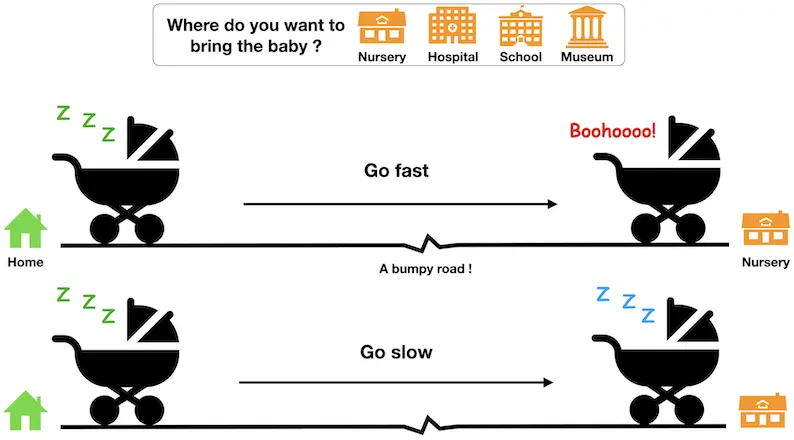 Where do you want to
bring the baby ?
Nursery Hospital School Museum
z z z
Boohoooo!
Go fast
Home
A bumpy road !
Nursery
z z z
z z z
Go slow